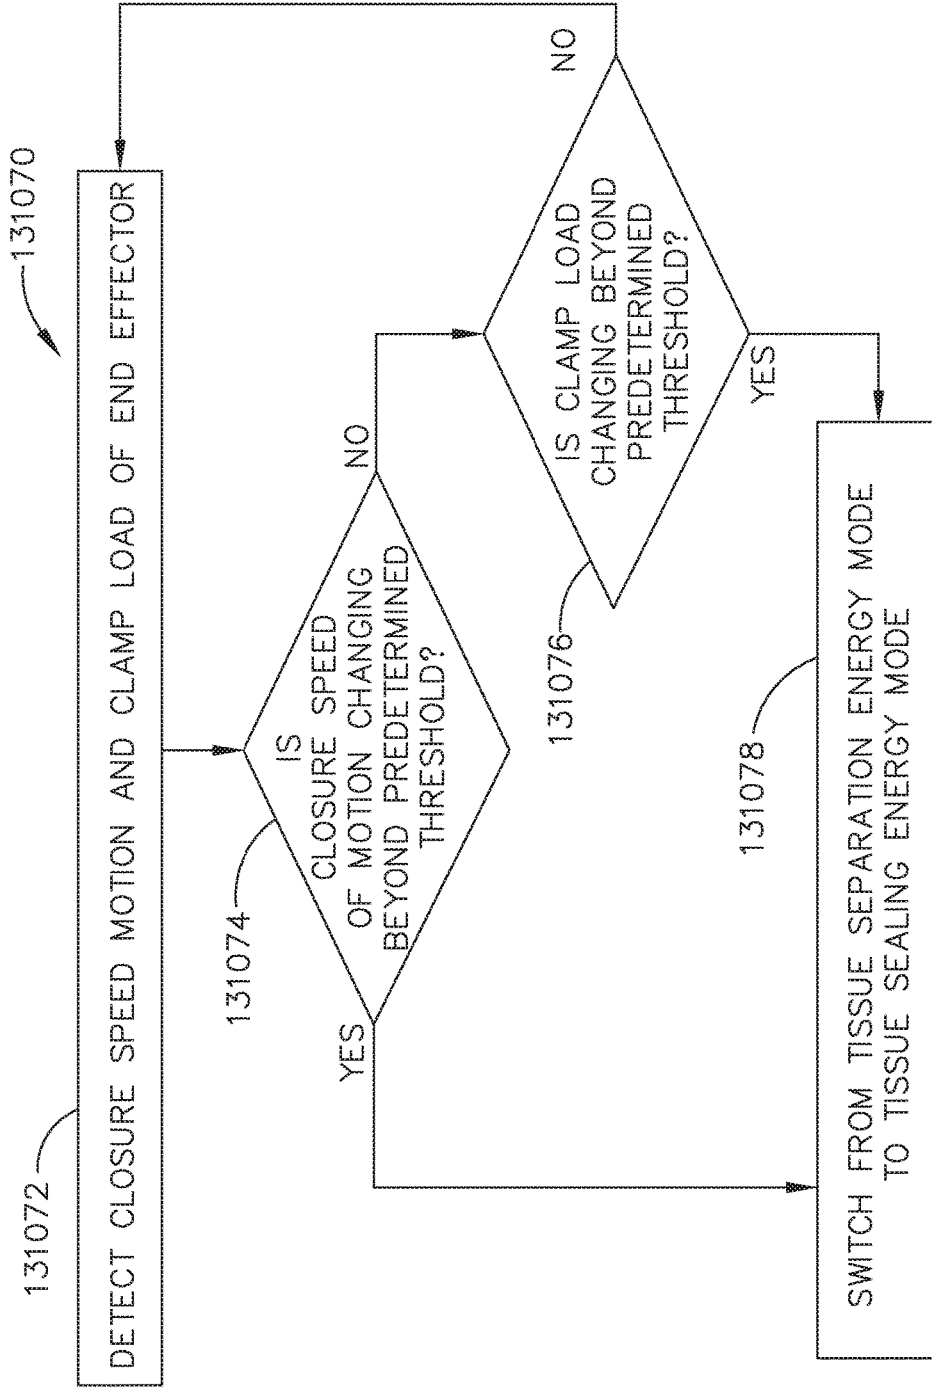 131070
131072
DETECT CLOSURE SPEED MOTION AND CLAMP LOAD OF END EFFECTOR
131074
IS
CLOSURE SPEED
OF MOTION CHANGING
BEYOND PREDETERMINED
THRESHOLD?
YES
NO
131076
IS CLAMP LOAD
CHANGING BEYOND
PREDETERMINED
THRESHOLD?
NO
YES
131078
SWITCH FROM TISSUE SEPARATION ENERGY MODE
TO TISSUE SEALING ENERGY MODE